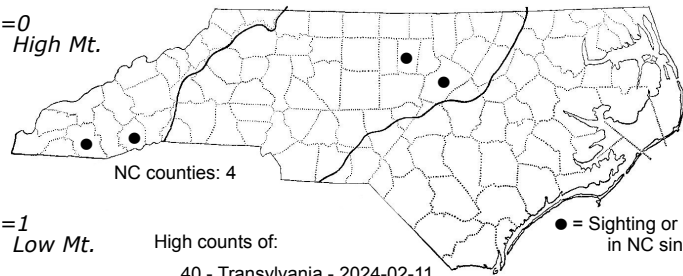 =0
High Mt.
NC counties: 4
=1
Low Mt.
High counts of:
40 - Transylvania - 2024-02-11
● = Sighting or
in NC sin